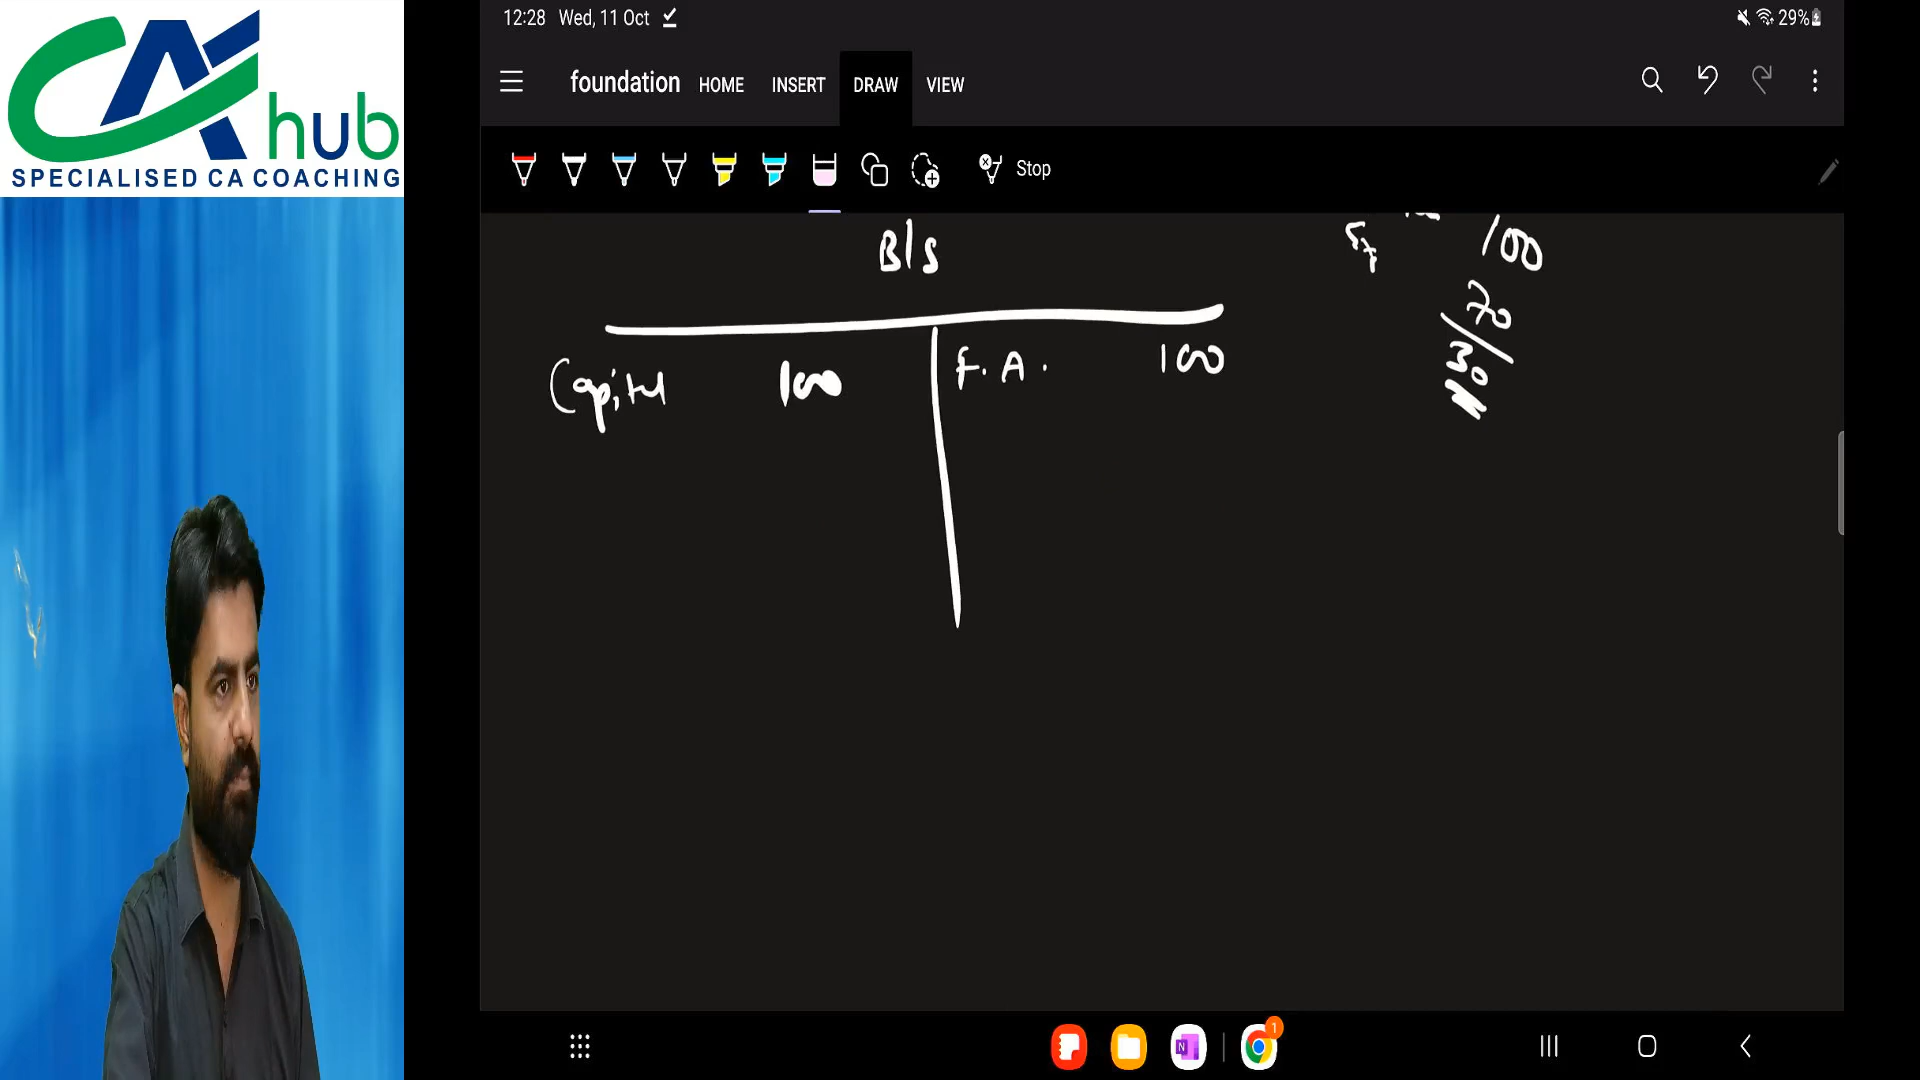 CA hub
SPECIALISED CA COACHING
12:28 Wed, 11 Oct
29%
foundation HOME INSERT DRAW VIEW
Stop
B/S
100
70
30
Capital 100 F.A. 100
N
1